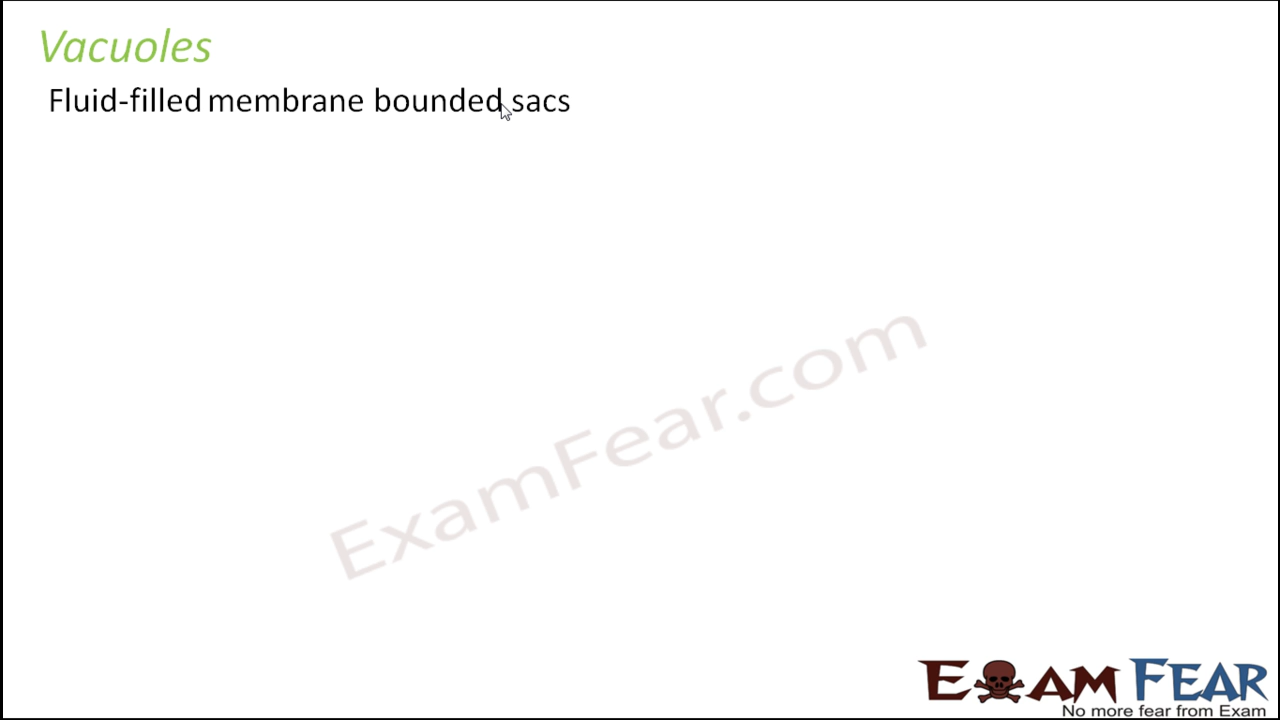 Vacuoles
Fluid-filled membrane bounded sacs
ExamFear.com
EXAM FEAR
No more fear from Exam